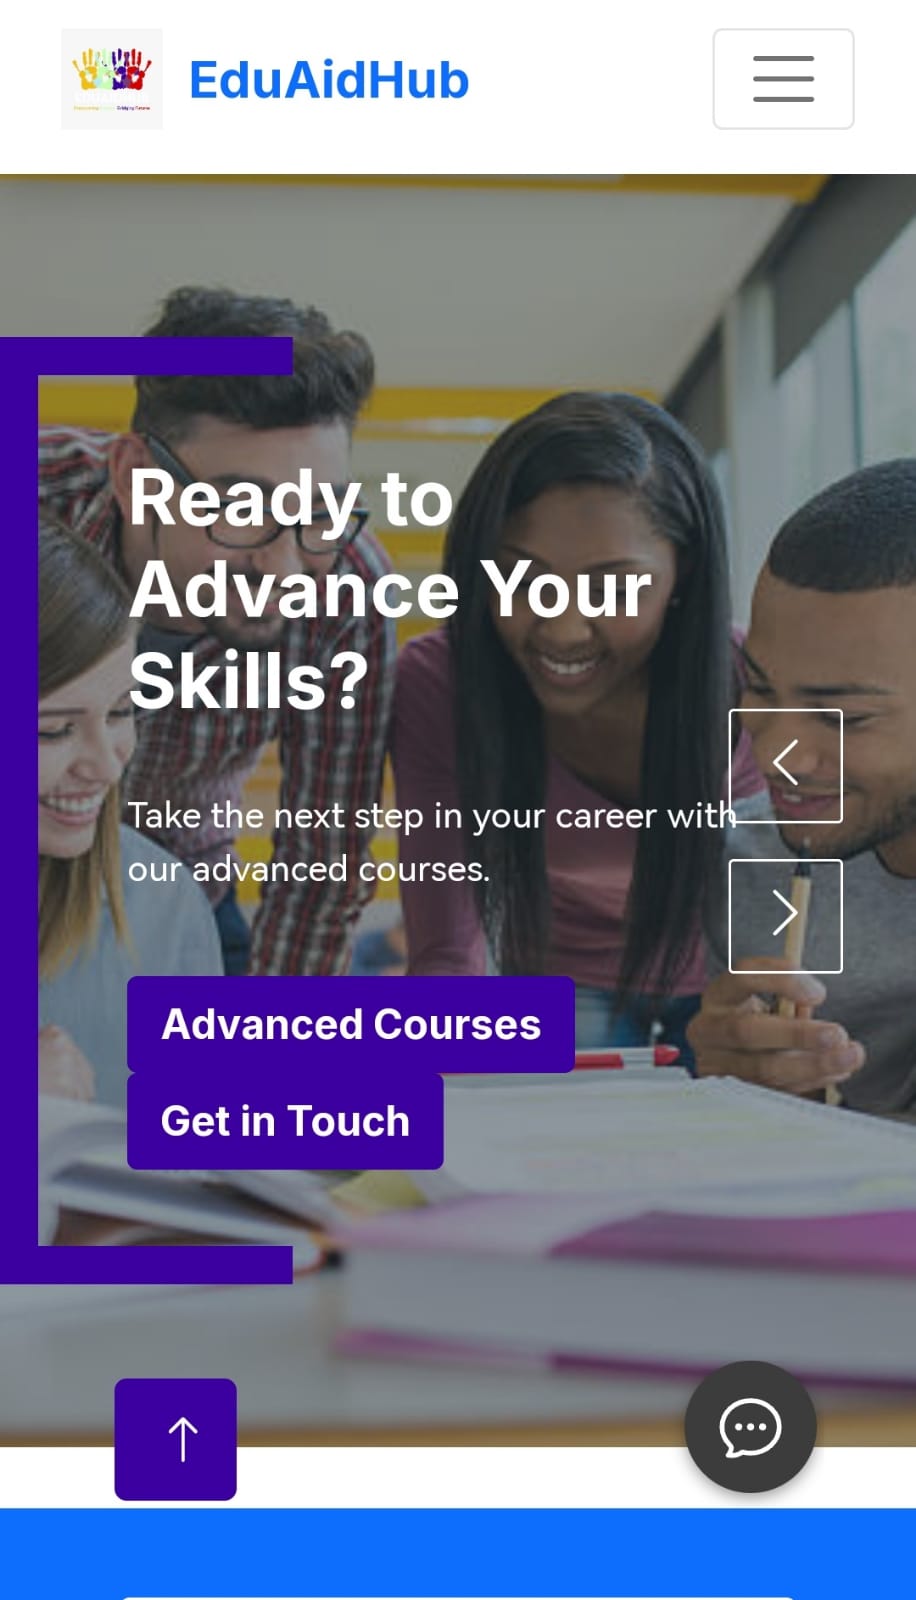 EduAidHub
Ready to
Advance Your
Skills?
Take the next step in your career with
our advanced courses.
Advanced Courses
Get in Touch